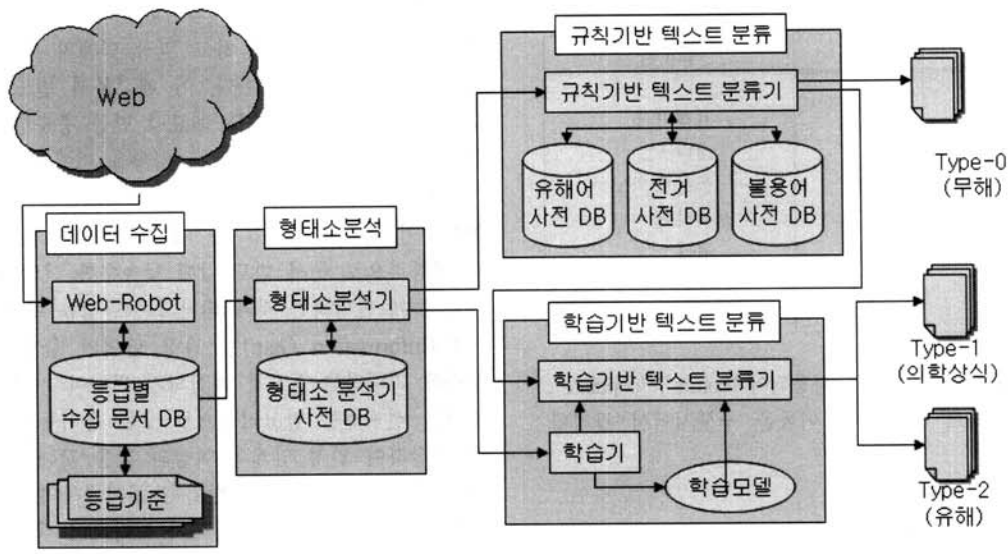 Web
데이터 수집
Web-Robot
등급별
수집 문서 DB
등급기준
형태소분석
형태소분석기
형태소 분석기
사전 DB
규칙기반 텍스트 분류
규칙기반 텍스트 분류기
유해어
사전 DB
전거
사전 DB
불용어
사전 DB
학습기반 텍스트 분류
학습기반 텍스트 분류기
학습기
학습모델
Type-0
(무해)
Type-1
(의학상식)
Type-2
(유해)